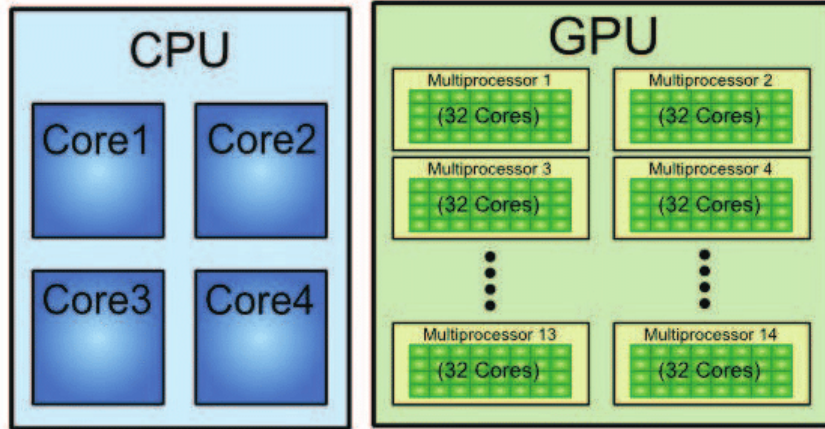 CPU
Core1
Core2
Core3
Core4
GPU
Multiprocessor 1
(32 Cores)
Multiprocessor 2
(32 Cores)
Multiprocessor 3
(32 Cores)
Multiprocessor 4
(32 Cores)
Multiprocessor 13
(32 Cores)
Multiprocessor 14
(32 Cores)